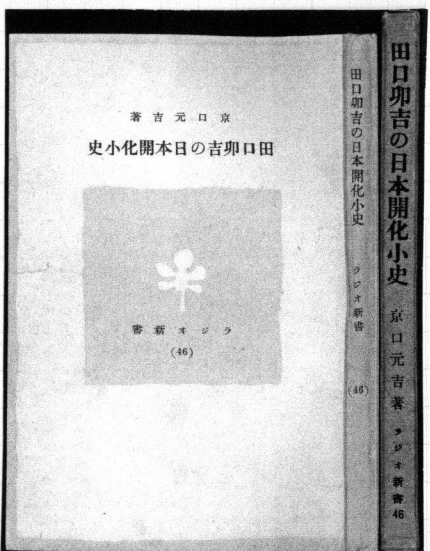 著吉元口京
史小化開本日の吉卯口田
書新オジラ
(46)
田口卯吉の日本開化小史 ラジオ新書 (46)
田口卯吉の日本開化小史 京口元吉著 ラジオ新書 46